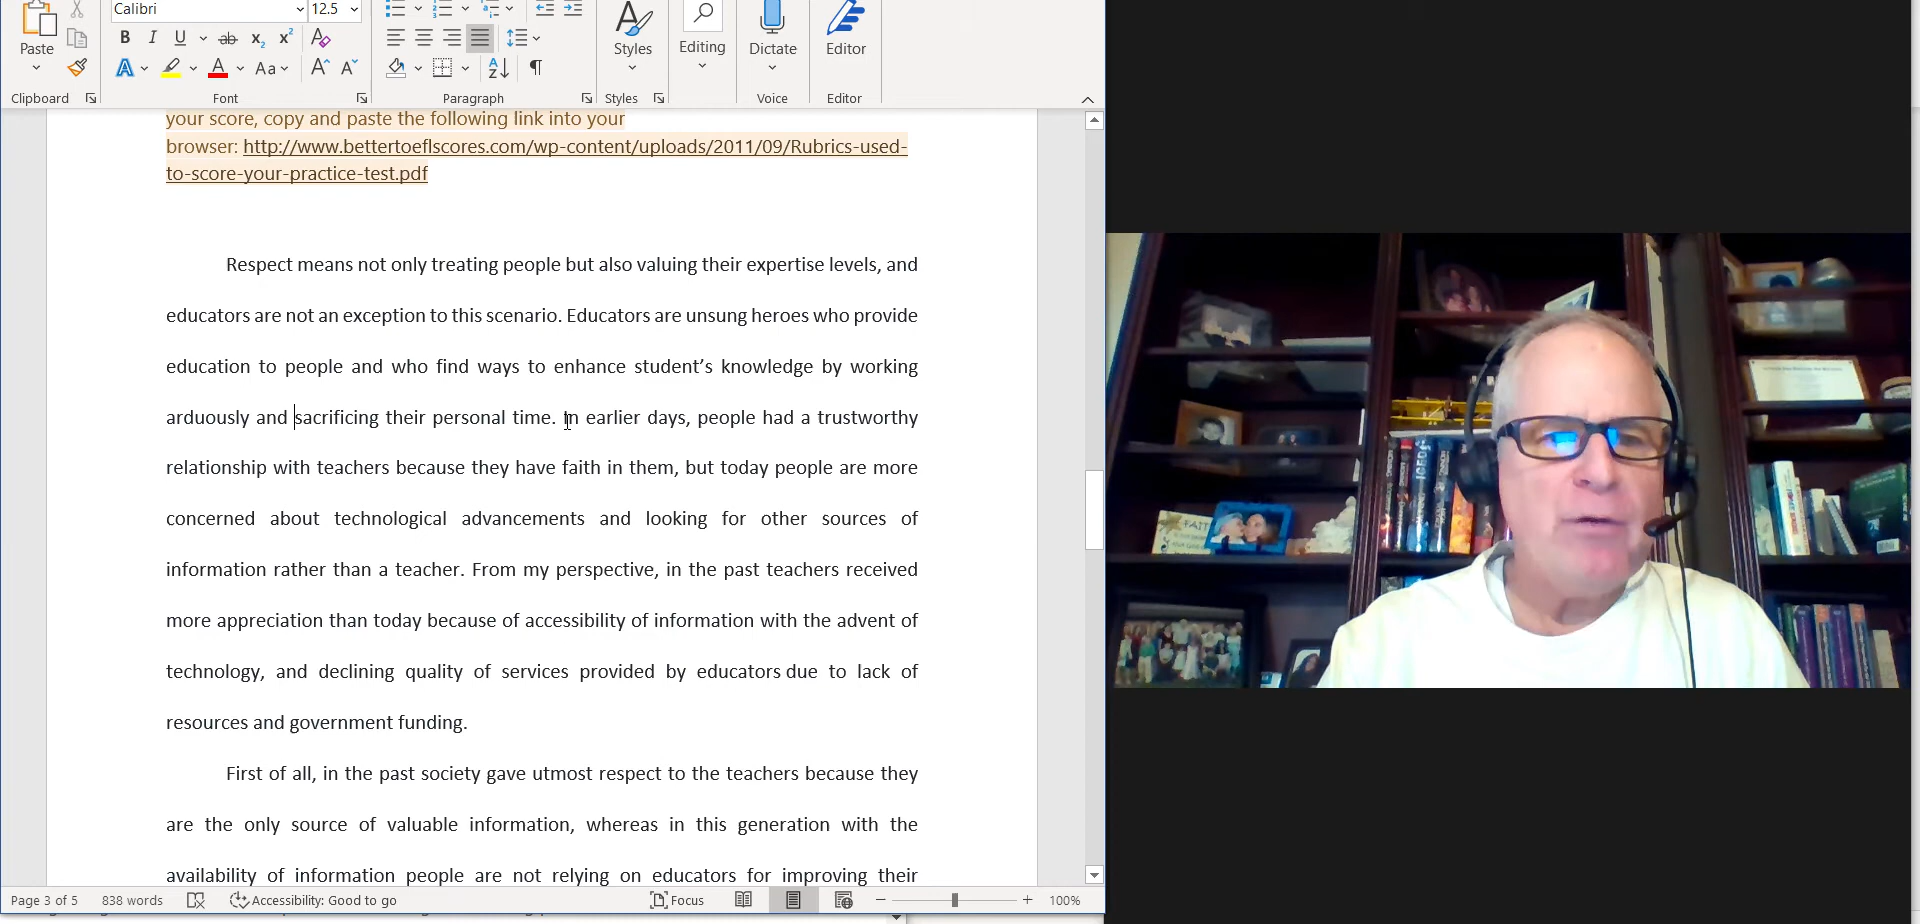 Calibri 12.5
Paste
B I U ab x₂ x²
A A Aa A A
Styles
Editing
Dictate
Editor
Clipboard Font Paragraph Styles Voice Editor
your score, copy and paste the following link into your
browser: http://www.bettertoeflscores.com/wp-content/uploads/2011/09/Rubrics-used-
to-score-your-practice-test.pdf
Respect means not only treating people but also valuing their expertise levels, and
educators are not an exception to this scenario. Educators are unsung heroes who provide
education to people and who find ways to enhance student’s knowledge by working
arduously and sacrificing their personal time. In earlier days, people had a trustworthy
relationship with teachers because they have faith in them, but today people are more
concerned about technological advancements and looking for other sources of
information rather than a teacher. From my perspective, in the past teachers received
more appreciation than today because of accessibility of information with the advent of
technology, and declining quality of services provided by educators due to lack of
resources and government funding.
First of all, in the past society gave utmost respect to the teachers because they
are the only source of valuable information, whereas in this generation with the
availability of information people are not relying on educators for improving their
Page 3 of 5 838 words Accessibility: Good to go Focus 100%